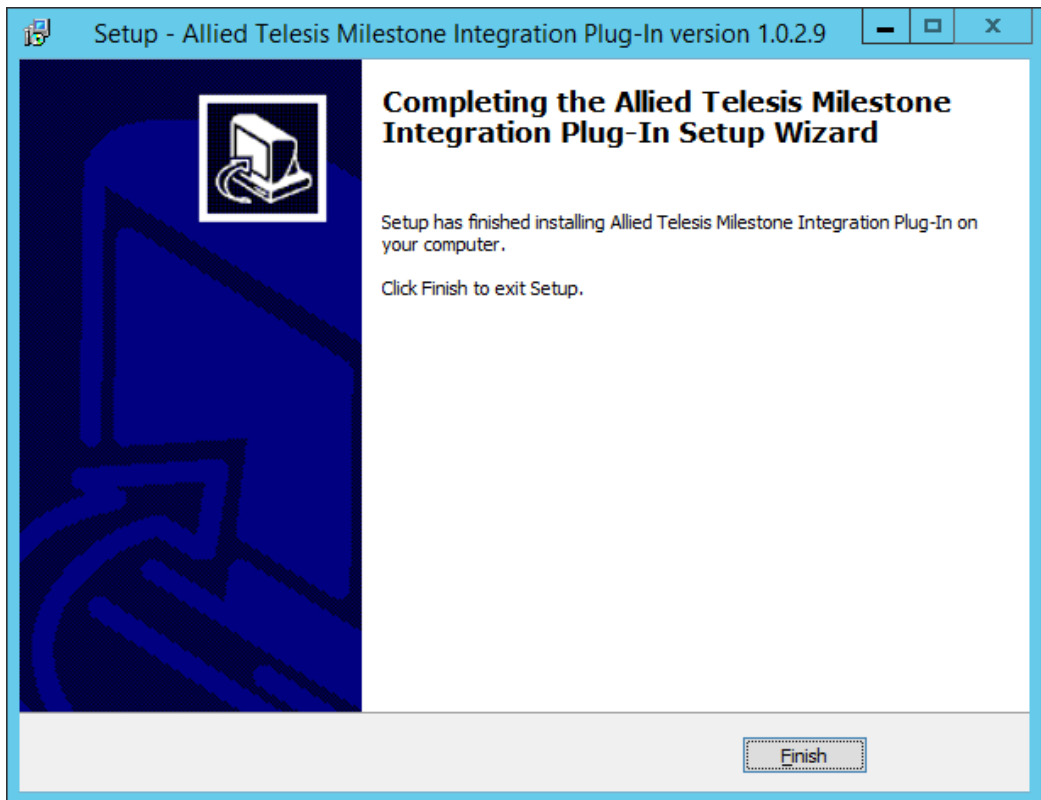 Setup - Allied Telesis Milestone Integration Plug-In version 1.0.2.9
Completing the Allied Telesis Milestone
Integration Plug-In Setup Wizard
Setup has finished installing Allied Telesis Milestone Integration Plug-In on
your computer.
Click Finish to exit Setup.
Finish